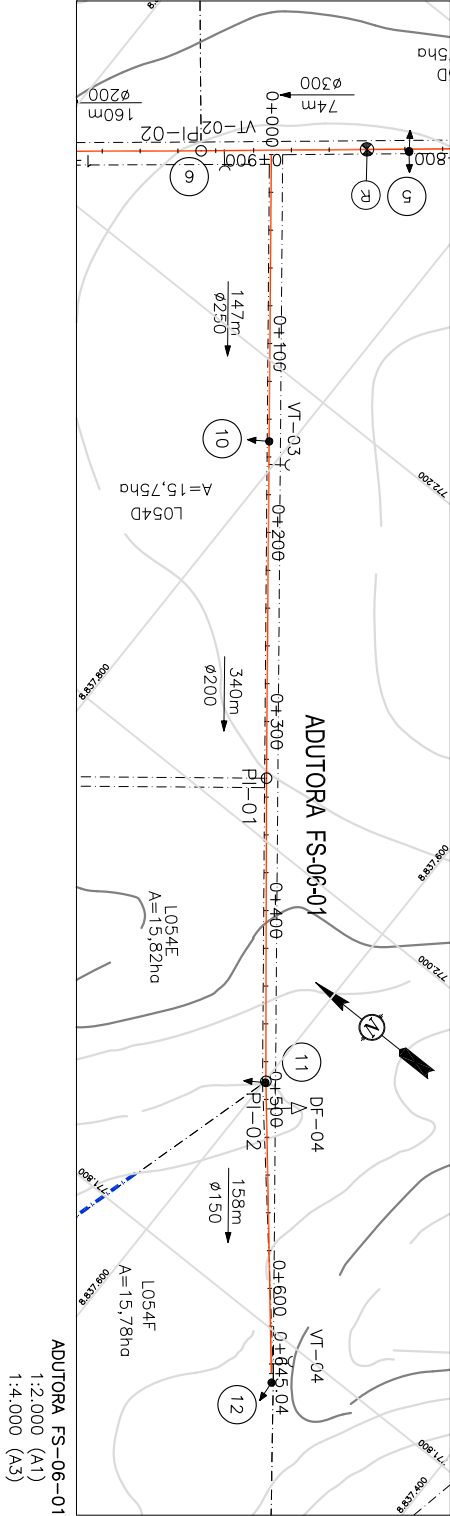 160m
ø200
PI-02
VT-02
6
0+900
0+000
74m
ø300
R
5
800
147m
ø250
0+100
VT-03
10
L054D
A=15,75ha
0+200
772.200
8.837.800
340m
ø200
0+300
PI-01
ADUTORA FS-06-01
8.837.600
0+400
L054E
A=15,82ha
772.000
N
11
0+500
DF-04
PI-02
771.800
158m
ø150
0+600
8.837.600
L054F
A=15,78ha
VT-04
0+645,04
12
771.800
8.837.400
ADUTORA FS-06-01
1:2.000 (A1)
1:4.000 (A3)